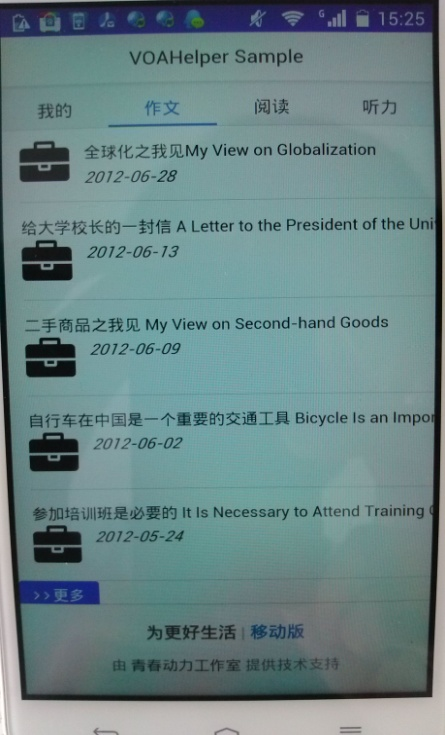 G 15:25
VOAHelper Sample
我的 作文 阅读 听力
全球化之我见My View on Globalization
2012-06-28
给大学校长的一封信 A Letter to the President of the Uni
2012-06-13
二手商品之我见 My View on Second-hand Goods
2012-06-09
自行车在中国是一个重要的交通工具 Bicycle Is an Impor
2012-06-02
参加培训班是必要的 It Is Necessary to Attend Training
2012-05-24
>>更多
为更好生活 | 移动版
由 青春动力工作室 提供技术支持